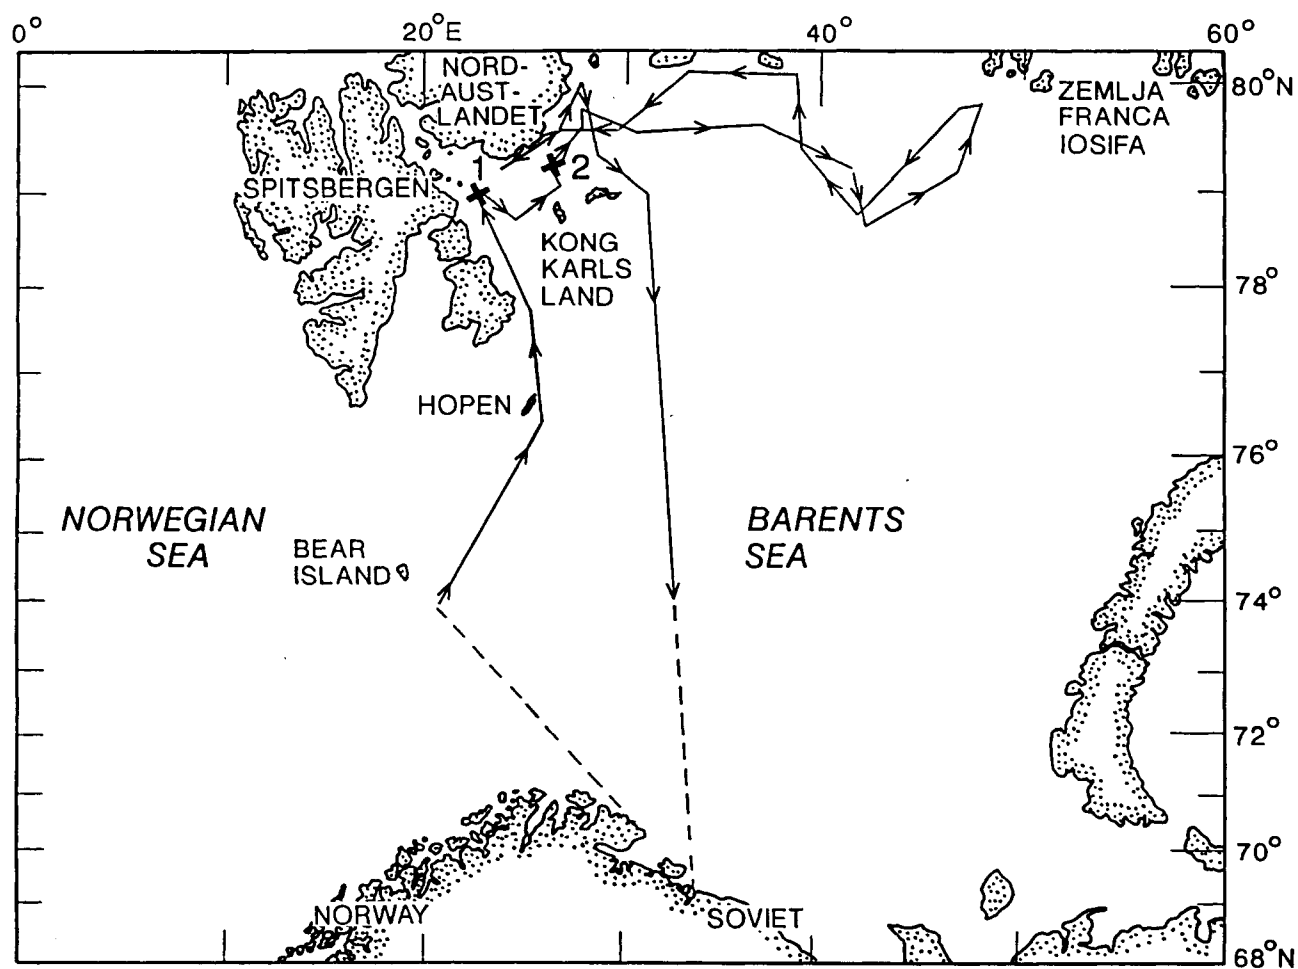 0° 20°E 40° 60°
NORD-
AUST-
LANDET
80°N
ZEMLJA
FRANCA
IOSIFA
1 2
SPITSBERGEN
KONG
KARLS
LAND
78°
HOPEN
76°
NORWEGIAN
SEA
BARENTS
SEA
BEAR
ISLAND
74°
72°
70°
NORWAY
SOVIET
68°N